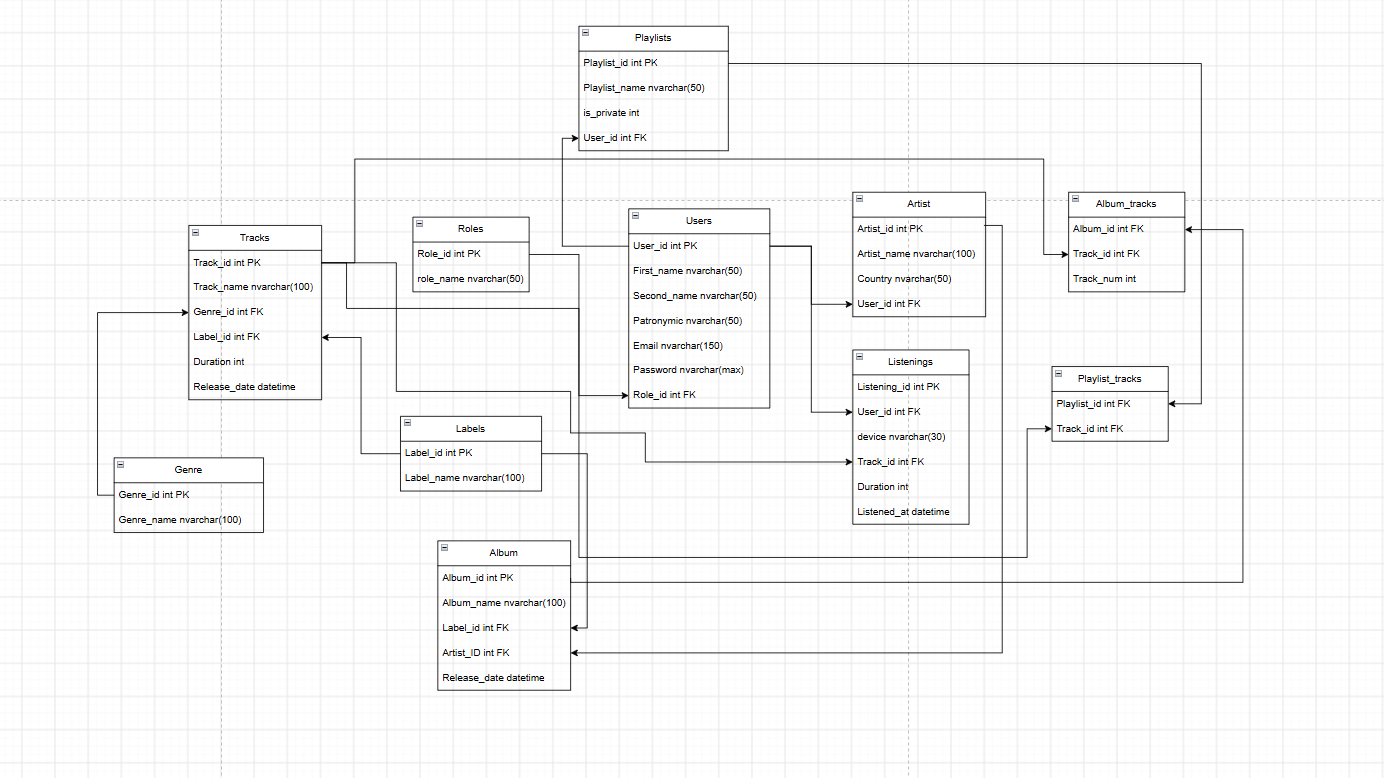 Playlists
Playlist_id int PK
Playlist_name nvarchar(50)
is_private int
User_id int FK
Tracks
Track_id int PK
Track_name nvarchar(100)
Genre_id int FK
Label_id int FK
Duration int
Release_date datetime
Roles
Role_id int PK
role_name nvarchar(50)
Users
User_id int PK
First_name nvarchar(50)
Second_name nvarchar(50)
Patronymic nvarchar(50)
Email nvarchar(150)
Password nvarchar(max)
Role_id int FK
Artist
Artist_id int PK
Artist_name nvarchar(100)
Country nvarchar(50)
User_id int FK
Album_tracks
Album_id int FK
Track_id int FK
Track_num int
Listenings
Listening_id int PK
User_id int FK
device nvarchar(30)
Track_id int FK
Duration int
Listened_at datetime
Playlist_tracks
Playlist_id int FK
Track_id int FK
Labels
Label_id int PK
Label_name nvarchar(100)
Genre
Genre_id int PK
Genre_name nvarchar(100)
Album
Album_id int PK
Album_name nvarchar(100)
Label_id int FK
Artist_ID int FK
Release_date datetime